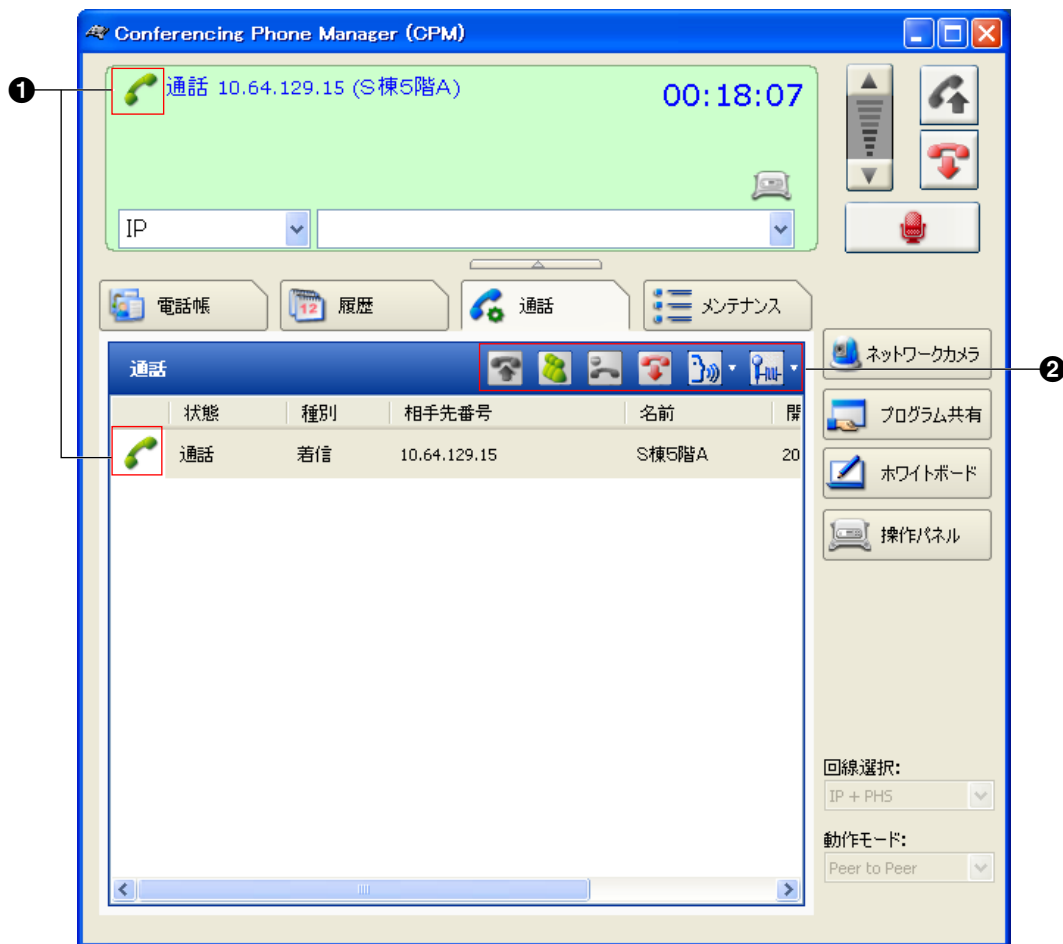 Conferencing Phone Manager (CPM)
❶
通話 10.64.129.15 (S棟5階A)
00:18:07
IP
電話帳
12
履歴
通話
メンテナンス
ネットワークカメラ
❷
通話
プログラム共有
状態 種別 相手先番号 名前 開
通話 着信 10.64.129.15 S棟5階A 20
ホワイトボード
操作パネル
回線選択:
IP + PHS
動作モード:
Peer to Peer